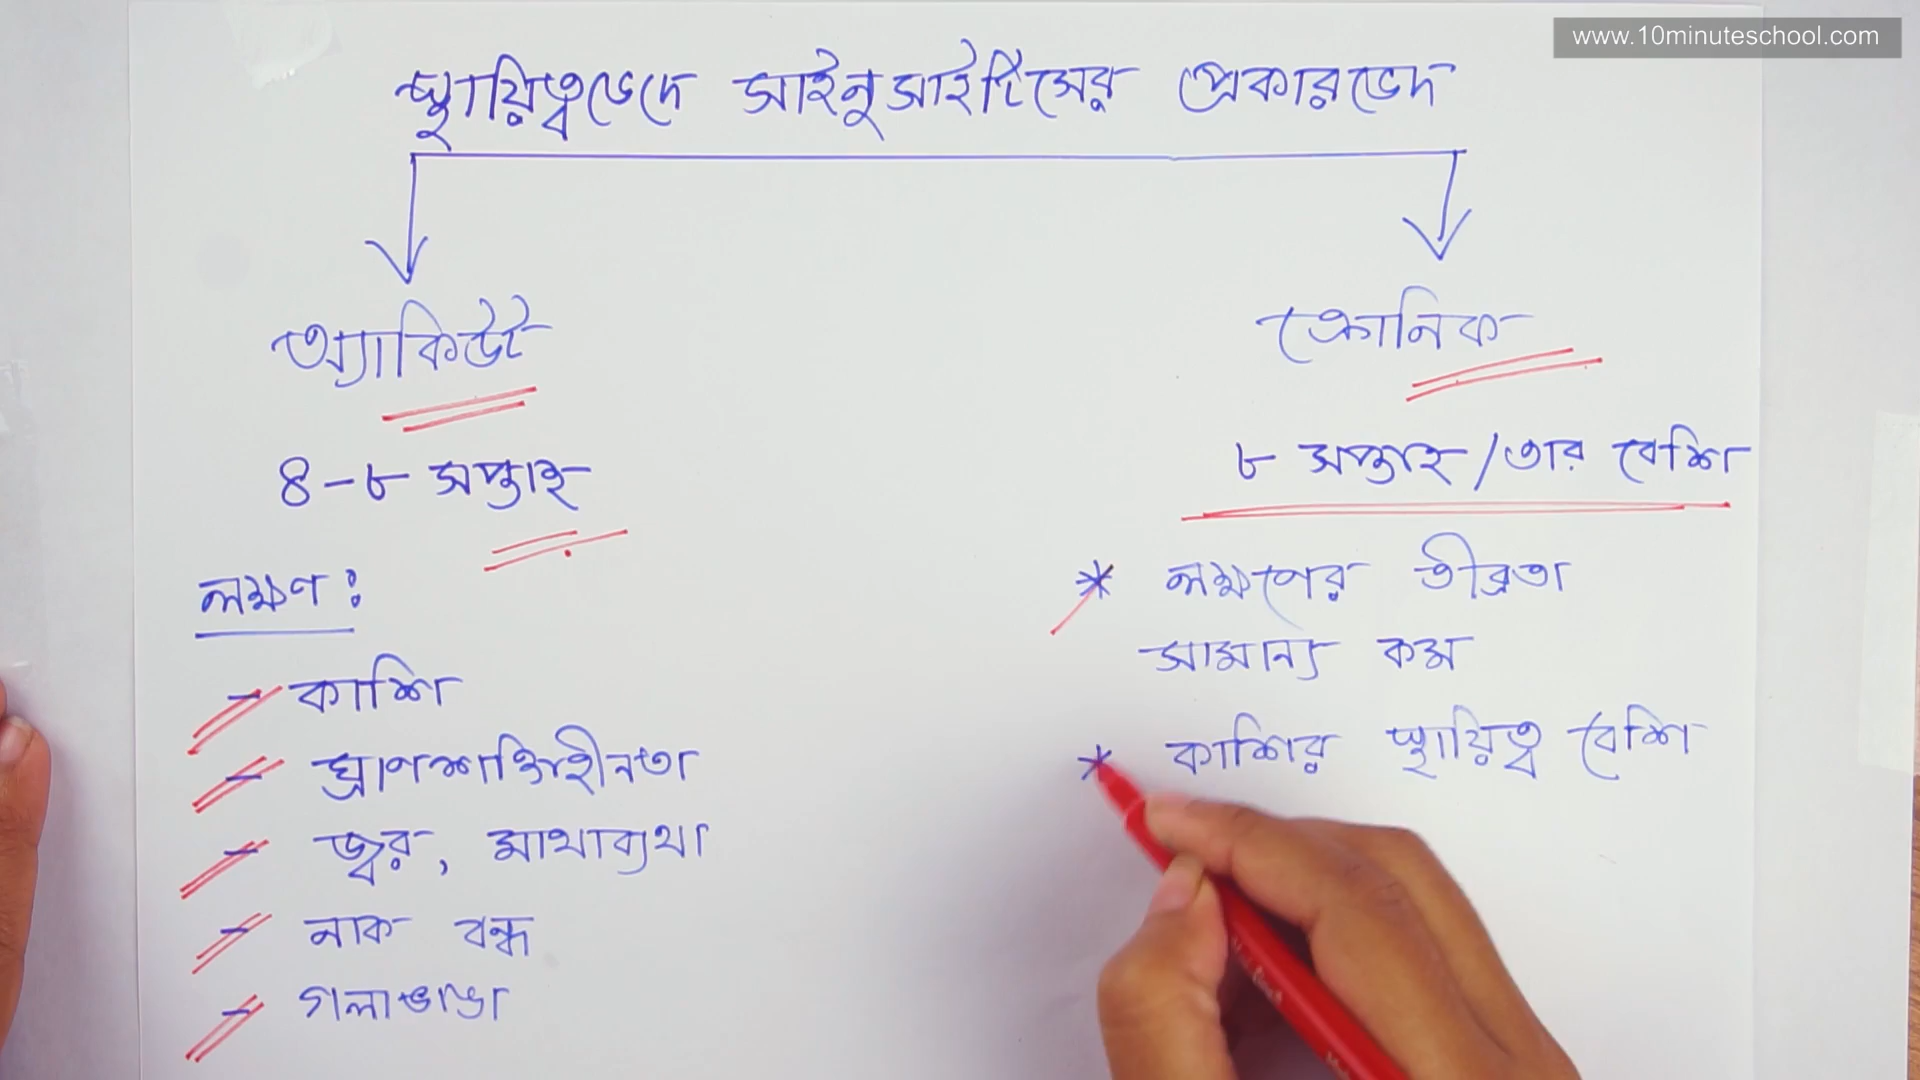 www.10minuteschool.com
স্থায়িত্বভেদে সাইনুসাইটিসের প্রকারভেদ
অ্যাকিউট
৪-৮ সপ্তাহ
লক্ষণ :
- কাশি
- ঘ্রাণশক্তিহীনতা
- জ্বর, মাথাব্যথা
- নাক বন্ধ
- গলাভাঙা
ক্রোনিক
৮ সপ্তাহ/তার বেশি
* লক্ষণের তীব্রতা
সামান্য কম
* কাশির স্থায়িত্ব বেশি